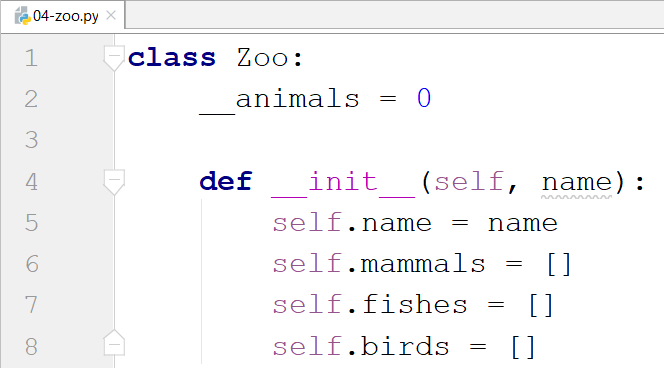 04-zoo.py
1 class Zoo:
2     __animals = 0
3
4     def __init__(self, name):
5         self.name = name
6         self.mammals = []
7         self.fishes = []
8         self.birds = []